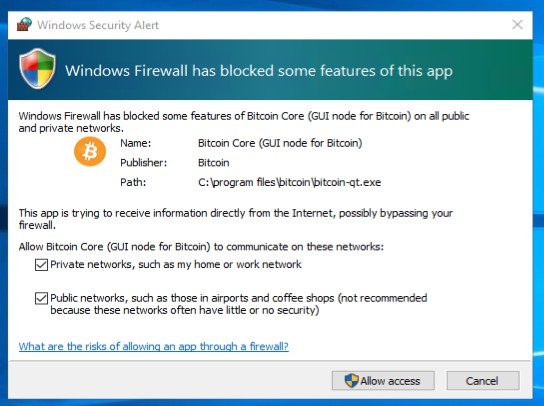 Windows Security Alert
Windows Firewall has blocked some features of this app
Windows Firewall has blocked some features of Bitcoin Core (GUI node for Bitcoin) on all public
and private networks.
Name: Bitcoin Core (GUI node for Bitcoin)
Publisher: Bitcoin
Path: C:\program files\bitcoin\bitcoin-qt.exe
This app is trying to receive information directly from the Internet, possibly bypassing your
firewall.
Allow Bitcoin Core (GUI node for Bitcoin) to communicate on these networks:
Private networks, such as my home or work network
Public networks, such as those in airports and coffee shops (not recommended
because these networks often have little or no security)
What are the risks of allowing an app through a firewall?
Allow access Cancel